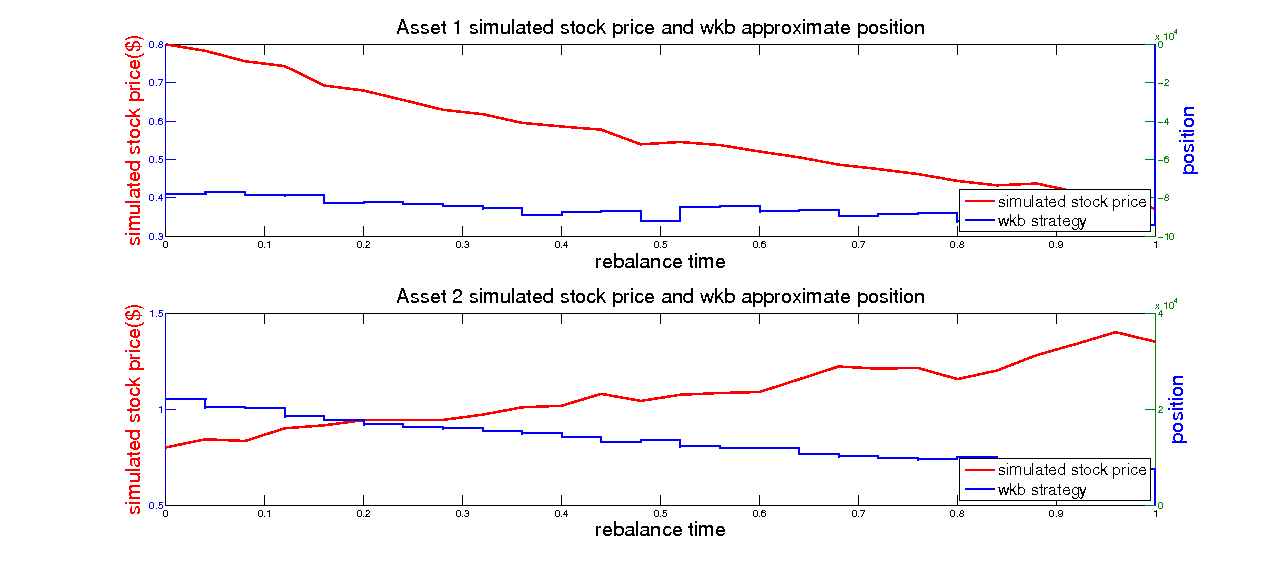 Asset 1 simulated stock price and wkb approximate position
x 10^4
simulated stock price($)
0.8
0.7
0.6
0.5
0.4
0.3
0
-2
-4
-6
-8
-10
position
simulated stock price
wkb strategy
0 0.1 0.2 0.3 0.4 0.5 0.6 0.7 0.8 0.9 1
rebalance time
Asset 2 simulated stock price and wkb approximate position
x 10^4
simulated stock price($)
1.5
1
0.5
4
2
0
position
simulated stock price
wkb strategy
0 0.1 0.2 0.3 0.4 0.5 0.6 0.7 0.8 0.9 1
rebalance time